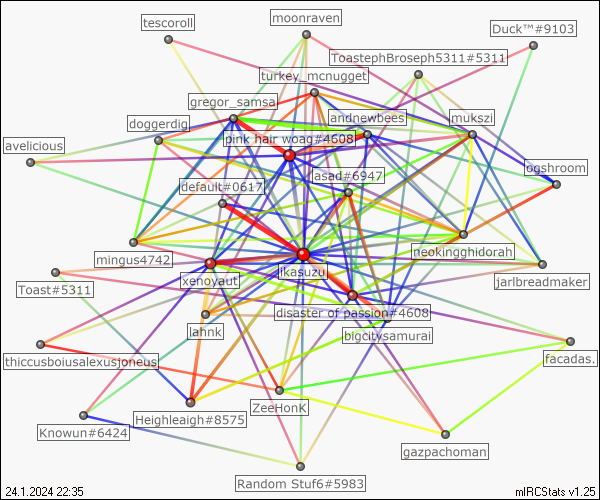 tescoroll
moonraven
Duck™#9103
ToastephBroseph5311#5311
turkey_mcnugget
gregor_samsa
andnewbees
mukszi
doggerdig
pink hair woag#4608
avelicious
ogshroom
lasad#6947
default#0617
neokingghidorah
mingus4742
ikasuzu
xenoyaut
jarlbreadmaker
Toast#5311
disaster of passion#4608
lahnk
bigcitysamurai
thiccusboiusalexusjoneus
facadas.
Heighleaigh#8575
ZeeHonK
Knowun#6424
gazpachoman
Random Stuf6#5983
24.1.2024 22:35
mIRCStats v1.25